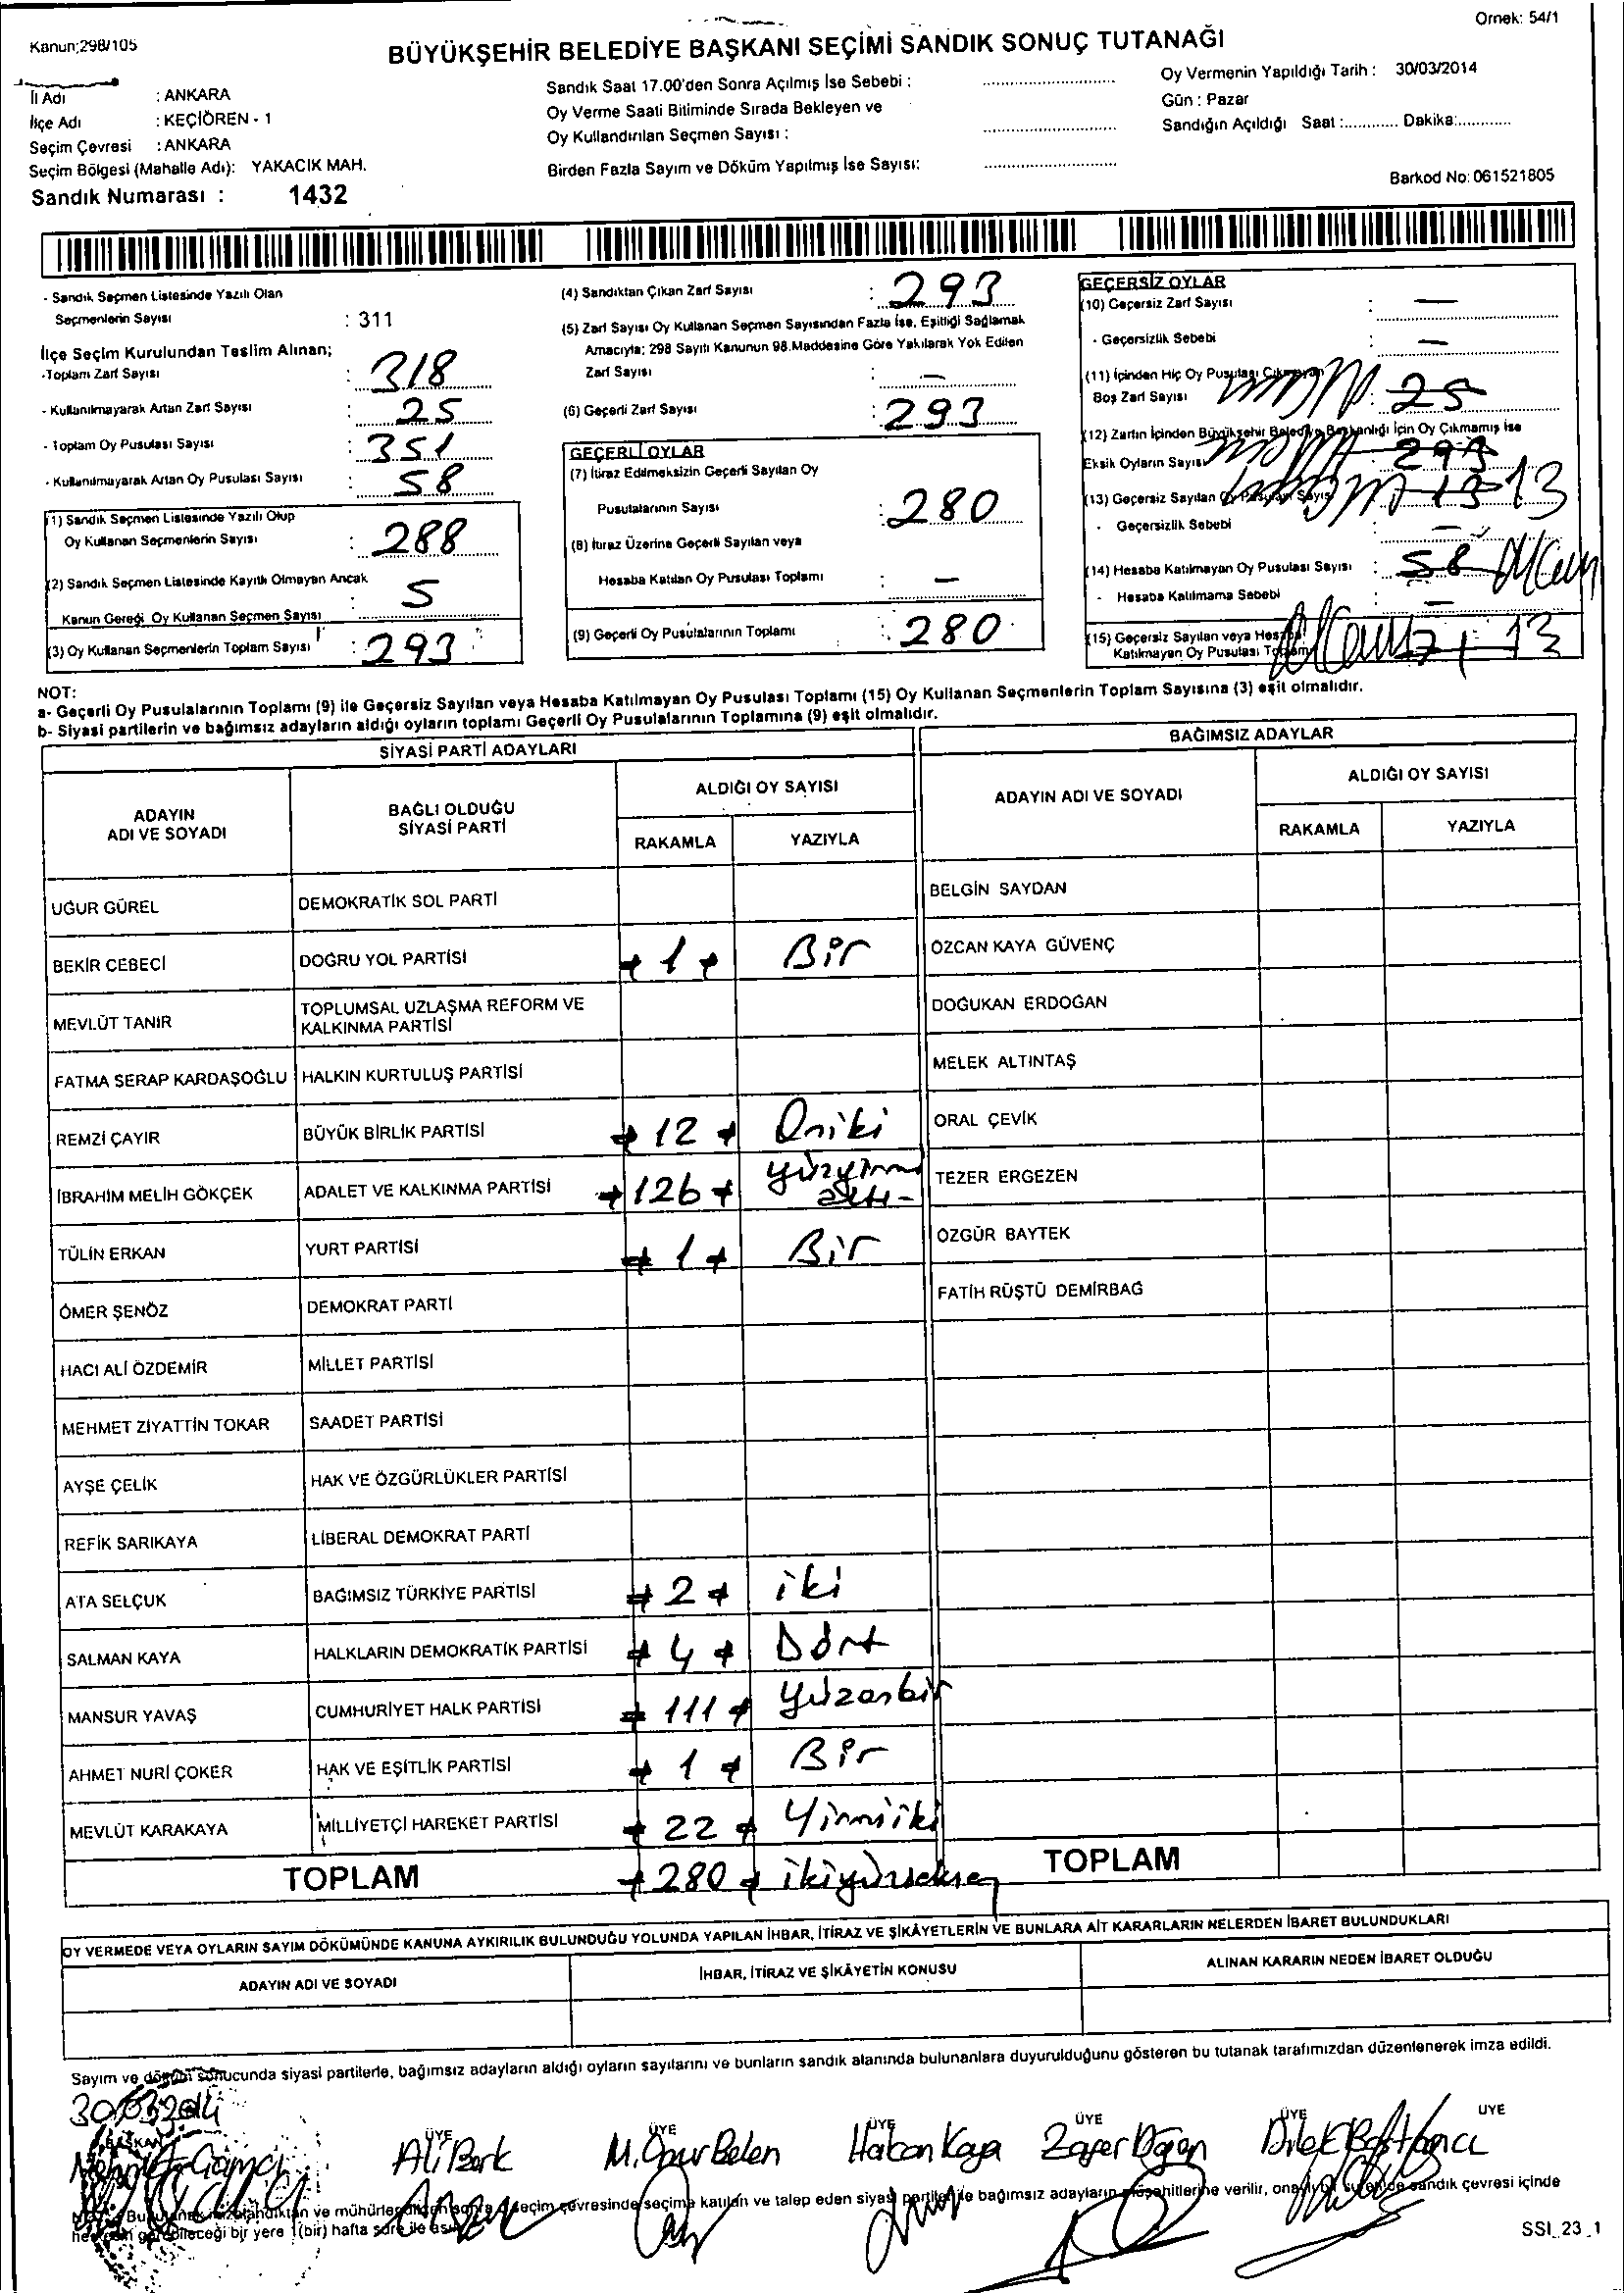 Ornek: 54/1
Kanun;298/105
BÜYÜKŞEHİR BELEDİYE BAŞKANI SEÇİMİ SANDIK SONUÇ TUTANAĞI
İl Adı : ANKARA
İlçe Adı : KEÇİÖREN - 1
Seçim Çevresi : ANKARA
Seçim Bölgesi (Mahalle Adı): YAKACIK MAH.
Sandık Numarası : 1432
Sandık Saat 17.00'den Sonra Açılmış İse Sebebi :
Oy Verme Saati Bitiminde Sırada Bekleyen ve
Oy Kullandırılan Seçmen Sayısı :
Birden Fazla Sayım ve Döküm Yapılmış İse Sayısı:
Oy Vermenin Yapıldığı Tarih : 30/03/2014
Gün : Pazar
Sandığın Açıldığı Saat :............ Dakika:............
Barkod No: 061521805
- Sandık Seçmen Listesinde Yazılı Olan
Seçmenlerin Sayısı : 311
İlçe Seçim Kurulundan Teslim Alınan;
-Toplam Zarf Sayısı : 318
- Kullanılmayarak Artan Zarf Sayısı : 25
- Toplam Oy Pusulası Sayısı : 351
- Kullanılmayarak Artan Oy Pusulası Sayısı : 58
(1) Sandık Seçmen Listesinde Yazılı Olup
Oy Kullanan Seçmenlerin Sayısı : 288
(2) Sandık Seçmen Listesinde Kayıtlı Olmayan Ancak
Kanun Gereği Oy Kullanan Seçmen Sayısı : 5
(3) Oy Kullanan Seçmenlerin Toplam Sayısı : 293
(4) Sandıktan Çıkan Zarf Sayısı : 293
(5) Zarf Sayısı Oy Kullanan Seçmen Sayısından Fazla İse, Eşitliği Sağlamak
Amacıyla; 298 Sayılı Kanunun 98.Maddesine Göre Yakılarak Yok Edilen
Zarf Sayısı : —
(6) Geçerli Zarf Sayısı : 293
GEÇERLİ OYLAR
(7) İtiraz Edilmeksizin Geçerli Sayılan Oy
Pusulalarının Sayısı : 280
(8) İtiraz Üzerine Geçerli Sayılan veya
Hesaba Katılan Oy Pusulası Toplamı : —
(9) Geçerli Oy Pusulalarının Toplamı : 280
GEÇERSİZ OYLAR
(10) Geçersiz Zarf Sayısı : —
- Geçersizlik Sebebi : —
(11) İçinden Hiç Oy Pusulası Çıkmayan
Boş Zarf Sayısı : 25
(12) Zarfın İçinden Büyükşehir Belediye Başkanlığı İçin Oy Çıkmamış ise
Eksik Oyların Sayısı 293
(13) Geçersiz Sayılan Oy Pusulası Sayısı 13 13
- Geçersizlik Sebebi : —
(14) Hesaba Katılmayan Oy Pusulası Sayısı : 58
- Hesaba Katılmama Sebebi : —
(15) Geçersiz Sayılan veya Hesaba
Katılmayan Oy Pusulası Toplamı 71 13
NOT:
a- Geçerli Oy Pusulalarının Toplamı (9) ile Geçersiz Sayılan veya Hesaba Katılmayan Oy Pusulası Toplamı (15) Oy Kullanan Seçmenlerin Toplam Sayısına (3) eşit olmalıdır.
b- Siyasi partilerin ve bağımsız adayların aldığı oyların toplamı Geçerli Oy Pusulalarının Toplamına (9) eşit olmalıdır.
SİYASİ PARTİ ADAYLARI
ADAYIN ADI VE SOYADI BAĞLI OLDUĞU SİYASİ PARTİ ALDIĞI OY SAYISI
RAKAMLA YAZIYLA
UĞUR GÜREL DEMOKRATİK SOL PARTİ
BEKİR CEBECİ DOĞRU YOL PARTİSİ 1 Bir
MEVLÜT TANIR TOPLUMSAL UZLAŞMA REFORM VE KALKINMA PARTİSİ
FATMA SERAP KARDAŞOĞLU HALKIN KURTULUŞ PARTİSİ
REMZİ ÇAYIR BÜYÜK BİRLİK PARTİSİ 12 Oniki
İBRAHİM MELİH GÖKÇEK ADALET VE KALKINMA PARTİSİ 126 yüzyirmi altı
TÜLİN ERKAN YURT PARTİSİ 1 Bir
ÖMER ŞENÖZ DEMOKRAT PARTİ
HACI ALİ ÖZDEMİR MİLLET PARTİSİ
MEHMET ZİYATTİN TOKAR SAADET PARTİSİ
AYŞE ÇELİK HAK VE ÖZGÜRLÜKLER PARTİSİ
REFİK SARIKAYA LİBERAL DEMOKRAT PARTİ
ATA SELÇUK BAĞIMSIZ TÜRKİYE PARTİSİ 2 iki
SALMAN KAYA HALKLARIN DEMOKRATİK PARTİSİ 4 Dört
MANSUR YAVAŞ CUMHURİYET HALK PARTİSİ 111 Yüzonbir
AHMET NURİ ÇOKER HAK VE EŞİTLİK PARTİSİ 1 Bir
MEVLÜT KARAKAYA MİLLİYETÇİ HAREKET PARTİSİ 22 Yirmiiki
TOPLAM 280 ikiyüzseksen
BAĞIMSIZ ADAYLAR
ADAYIN ADI VE SOYADI ALDIĞI OY SAYISI
RAKAMLA YAZIYLA
BELGİN SAYDAN
ÖZCAN KAYA GÜVENÇ
DOĞUKAN ERDOĞAN
MELEK ALTINTAŞ
ORAL ÇEVİK
TEZER ERGEZEN
ÖZGÜR BAYTEK
FATİH RÜŞTÜ DEMİRBAĞ
TOPLAM
OY VERMEDE VEYA OYLARIN SAYIM DÖKÜMÜNDE KANUNA AYKIRILIK BULUNDUĞU YOLUNDA YAPILAN İHBAR, İTİRAZ VE ŞİKÂYETLERİN VE BUNLARA AİT KARARLARIN NELERDEN İBARET BULUNDUKLARI
ADAYIN ADI VE SOYADI İHBAR, İTİRAZ VE ŞİKÂYETİN KONUSU ALINAN KARARIN NEDEN İBARET OLDUĞU
Sayım ve döküm sonucunda siyasi partilerle, bağımsız adayların aldığı oyların sayılarını ve bunların sandık alanında bulunanlara duyurulduğunu gösteren bu tutanak tarafımızdan düzenlenerek imza edildi.
30/03/2014
BAŞKAN ÜYE ÜYE ÜYE ÜYE ÜYE ÜYE
Ali Berk M. Onur Belen Hakan Kaya Zafer Doğan Dilek Bostancı
ve mühürlendikten sonra seçim çevresinde seçime katılan ve talep eden siyasi partiler ile bağımsız adayların müşahitlerine verilir, sandık çevresi içinde
herkesin görebileceği bir yere 1 (bir) hafta süre ile asılır
SSI_23_1